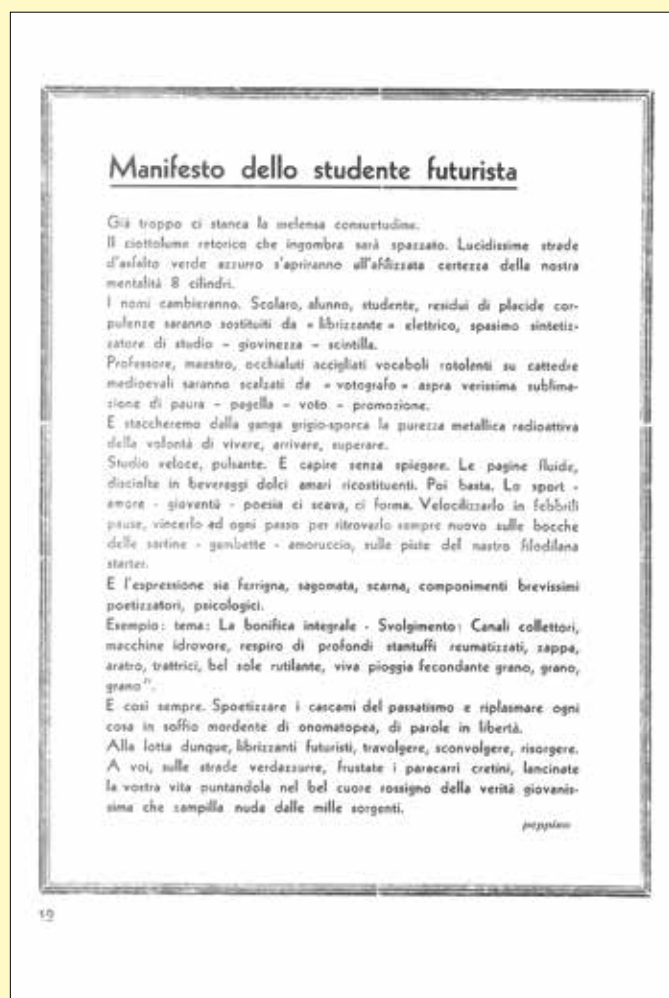 Manifesto dello studente futurista
Già troppo ci stanca la melensa consuetudine.
Il ciottolume retorico che ingombra sarà spazzato. Lucidissime strade
d'asfalto verde azzurro s'apriranno all'afilizzata certezza della nostra
mentalità 8 cilindri.
I nomi cambieranno. Scolaro, alunno, studente, residui di placide cor-
pulenze saranno sostituiti da « librizzante » elettrico, spasimo sintetiz-
zatore di studio - giovinezza - scintilla.
Professore, maestro, occhialuti accigliati vocaboli rotolenti su cattedre
medioevali saranno scalzati da « votografo » aspra verissima sublima-
zione di paura - pagella - voto - promozione.
E staccheremo dalla ganga grigio-sporca la purezza metallica radioattiva
della volontà di vivere, arrivare, superare.
Studio veloce, pulsante. E capire senza spiegare. Le pagine fluide,
disciolte in beveraggi dolci amari ricostituenti. Poi basta. Lo sport -
amore - gioventù - poesia ci scava, ci forma. Velocilizzarlo in febbrili
pause, vincerlo ad ogni passo per ritrovarlo sempre nuovo sulle bocche
delle sartine - gambette - amoruccio, sulle piste del nastro filodilana
starter.
E l'espressione sia ferrigna, sagomata, scarna, componimenti brevissimi
poetizzatori, psicologici.
Esempio: tema: La bonifica integrale - Svolgimento: Canali collettori,
macchine idrovore, respiro di profondi stantuffi reumatizzati, zappa,
aratro, trattrici, bel sole rutilante, viva pioggia fecondante grano, grano,
grano".
E così sempre. Spoetizzare i cascami del passatismo e riplasmare ogni
cosa in soffio mordente di onomatopea, di parole in libertà.
Alla lotta dunque, librizzanti futuristi, travolgere, sconvolgere, risorgere.
A voi, sulle strade verdazzurre, frustate i paracarri cretini, lancinate
la vostra vita puntandola nel bel cuore rossigno della verità giovanis-
sima che zampilla nuda dalle mille sorgenti.
peppino